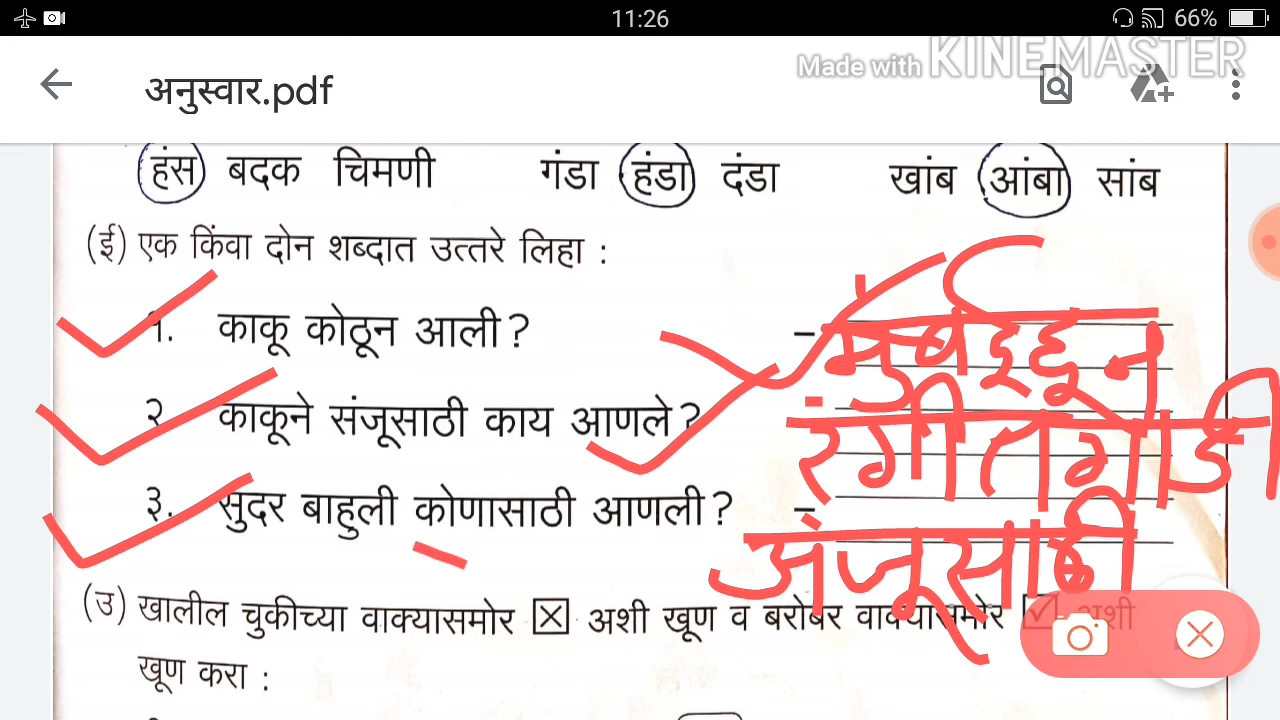 11:26 66%
Made with KINEMASTER
अनुस्वार.pdf
हंस बदक चिमणी गंडा हंडा दंडा खांब आंबा सांब
(ई) एक किंवा दोन शब्दात उत्तरे लिहा :
१. काकू कोठून आली? – मुंबईहून
२. काकूने संजूसाठी काय आणले? - रंगीत गाडी
३. सुदर बाहुली कोणासाठी आणली? – अंजूसाठी
(उ) खालील चुकीच्या वाक्यासमोर ☒ अशी खूण व बरोबर वाक्यासमोर ☑ अशी
खूण करा :